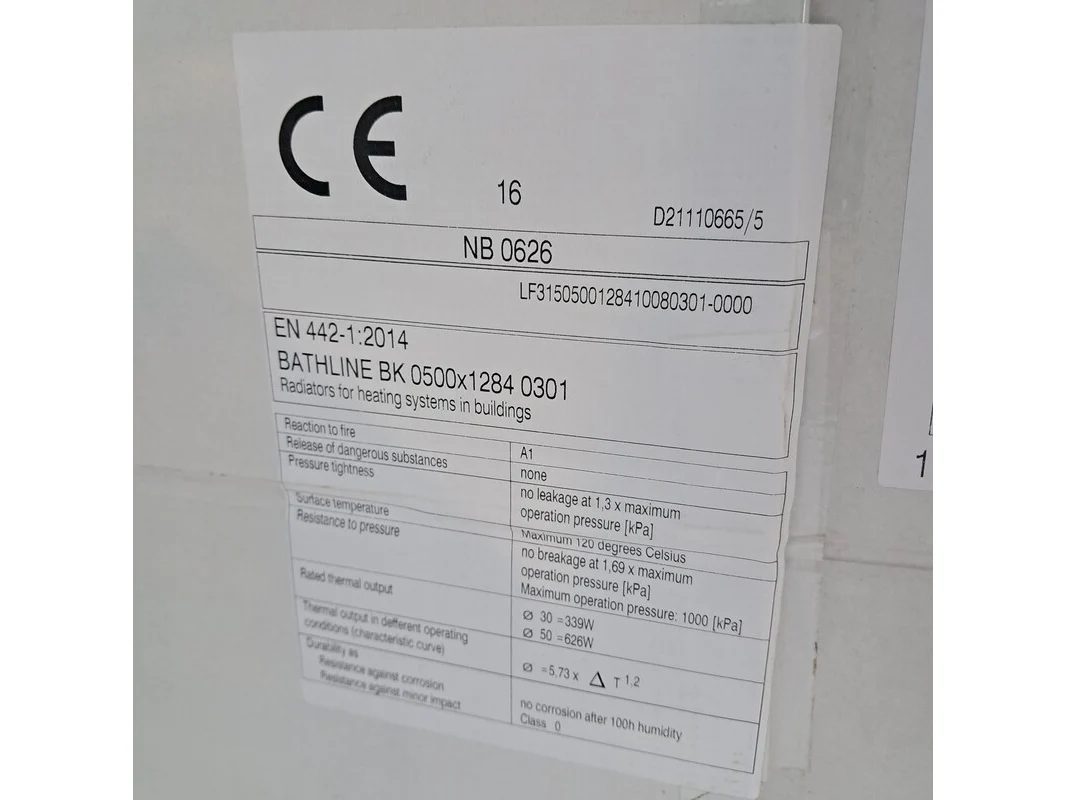 CE
16
D21110665/5
NB 0626
LF3150500128410080301-0000
EN 442-1:2014
BATHLINE BK 0500x1284 0301
Radiators for heating systems in buildings
Reaction to fire
A1
Release of dangerous substances
none
Pressure tightness
no leakage at 1,3 x maximum
operation pressure [kPa]
Surface temperature
Maximum 120 degrees Celsius
Resistance to pressure
no breakage at 1,69 x maximum
operation pressure [kPa]
Maximum operation pressure: 1000 [kPa]
Rated thermal output
Ø 30 =339W
Ø 50 =626W
Thermal output in defferent operating
conditions (characteristic curve)
Ø =5,73 x Δ T 1,2
Durability as
Resistance against corrosion
no corrosion after 100h humidity
Resistance against minor impact
Class 0
1